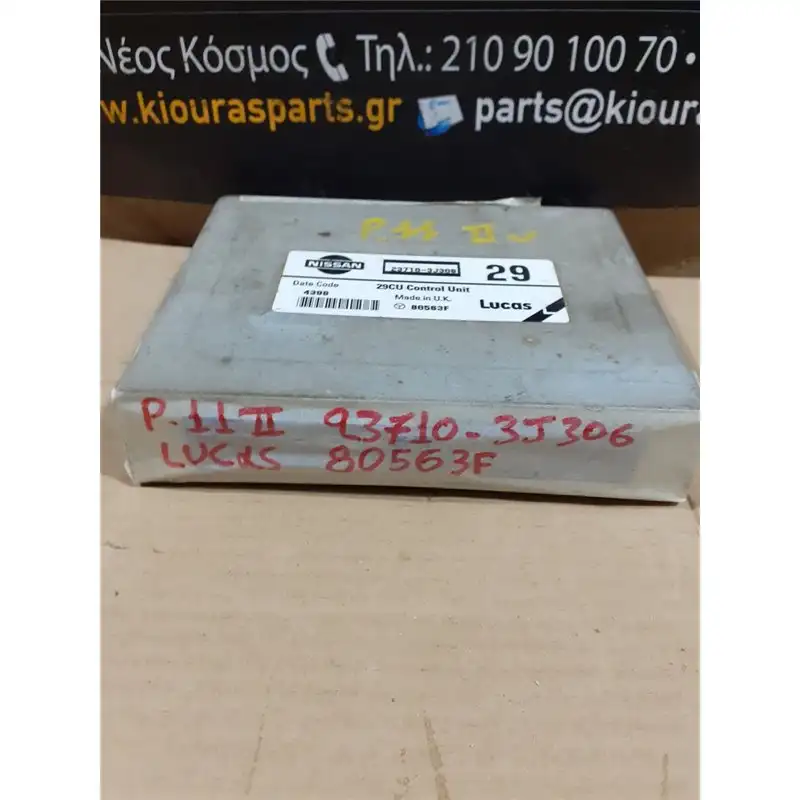 Νέος Κόσμος Τηλ.: 210 90 100 70 •
w.kiourasparts.gr parts@kioura
P.11 II
NISSAN 23710-3J306 29
Date Code 29CU Control Unit
4398 Made in U.K. Lucas
80563F
P.11 II 93710-3J306
LUCAS 80563F